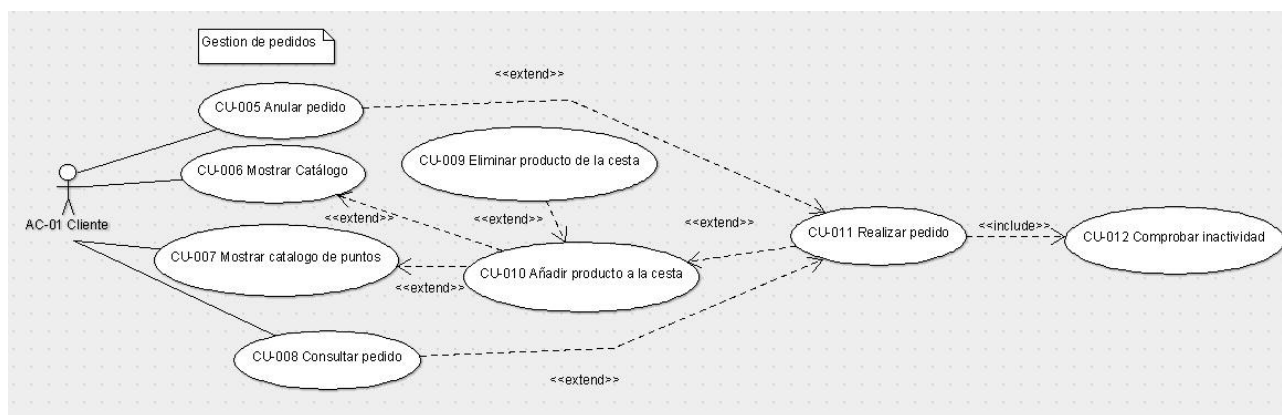 Gestion de pedidos
<<extend>>
CU-005 Anular pedido
CU-009 Eliminar producto de la cesta
CU-006 Mostrar Catálogo
AC-01 Cliente
<<extend>>
<<extend>>
<<extend>>
CU-011 Realizar pedido
<<include>>
CU-012 Comprobar inactividad
CU-007 Mostrar catalogo de puntos
CU-010 Añadir producto a la cesta
<<extend>>
CU-008 Consultar pedido
<<extend>>